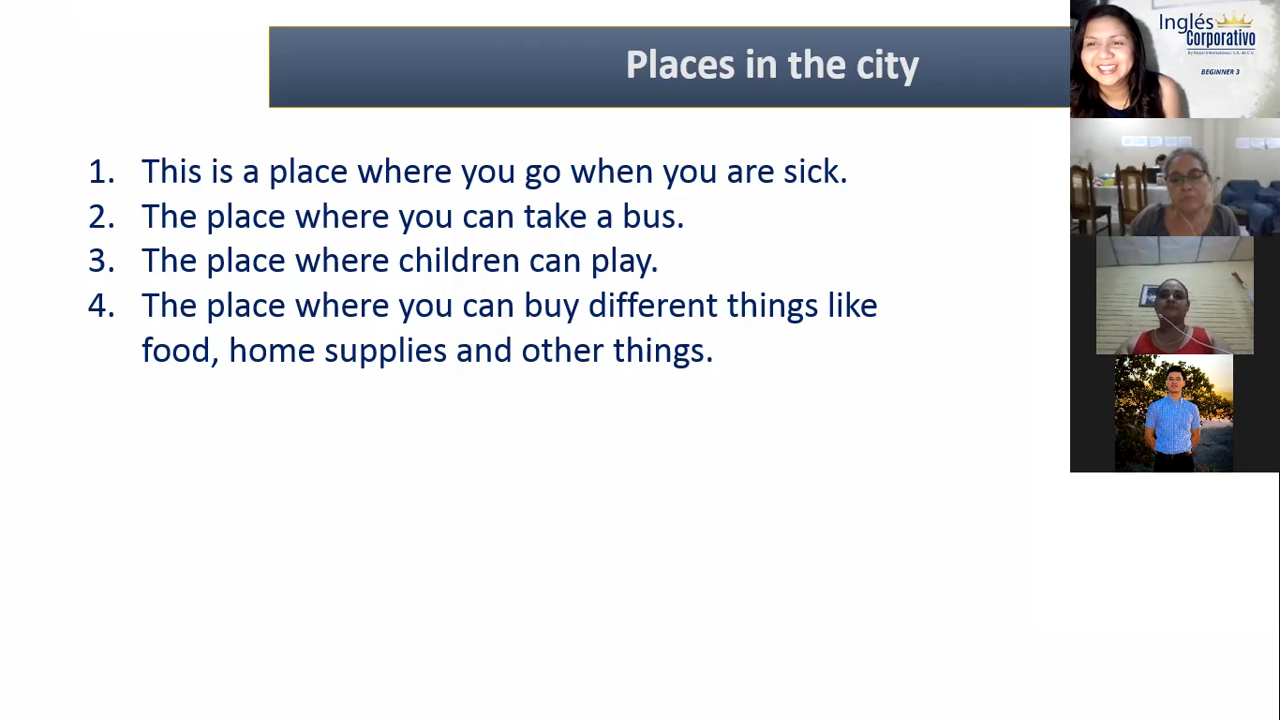 Places in the city
1. This is a place where you go when you are sick.
2. The place where you can take a bus.
3. The place where children can play.
4. The place where you can buy different things like
food, home supplies and other things.
Inglés
Corporativo
BEGINNER 3